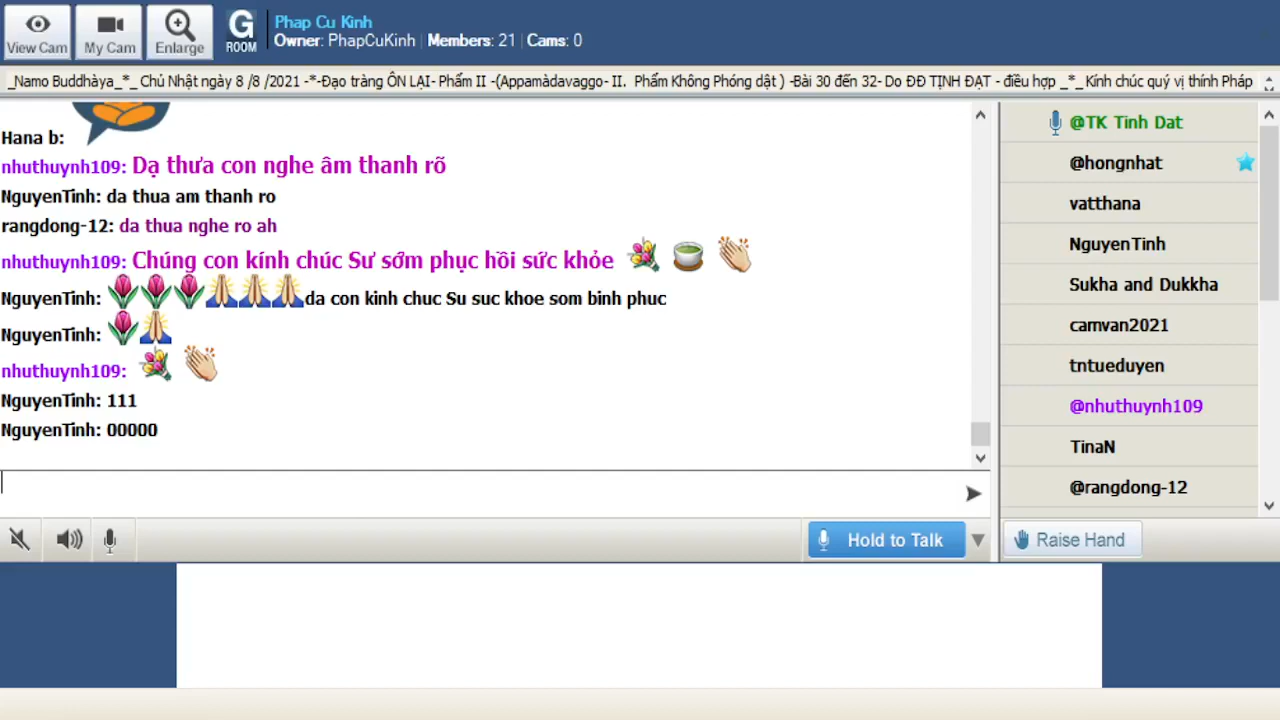 View Cam
My Cam
Enlarge
G
ROOM
Phap Cu Kinh
Owner: PhapCuKinh | Members: 21 | Cams: 0
_Namo Buddhàya_*_ Chủ Nhật ngày 8 /8 /2021 -*-Đạo tràng ÔN LẠI- Phẩm II -(Appamàdavaggo- II. Phẩm Không Phóng dật ) -Bài 30 đến 32- Do ĐĐ TỊNH ĐẠT - điều hợp _*_ Kính chúc quý vị thính Pháp
Hana b:
nhuthuynh109: Dạ thưa con nghe âm thanh rõ
NguyenTinh: da thua am thanh ro
rangdong-12: da thua nghe ro ah
nhuthuynh109: Chúng con kính chúc Sư sớm phục hồi sức khỏe
NguyenTinh: da con kinh chuc Su suc khoe som binh phuc
NguyenTinh:
nhuthuynh109:
NguyenTinh: 111
NguyenTinh: 00000
@TK Tinh Dat
@hongnhat
vatthana
NguyenTinh
Sukha and Dukkha
camvan2021
tntueduyen
@nhuthuynh109
TinaN
@rangdong-12
Hold to Talk
Raise Hand